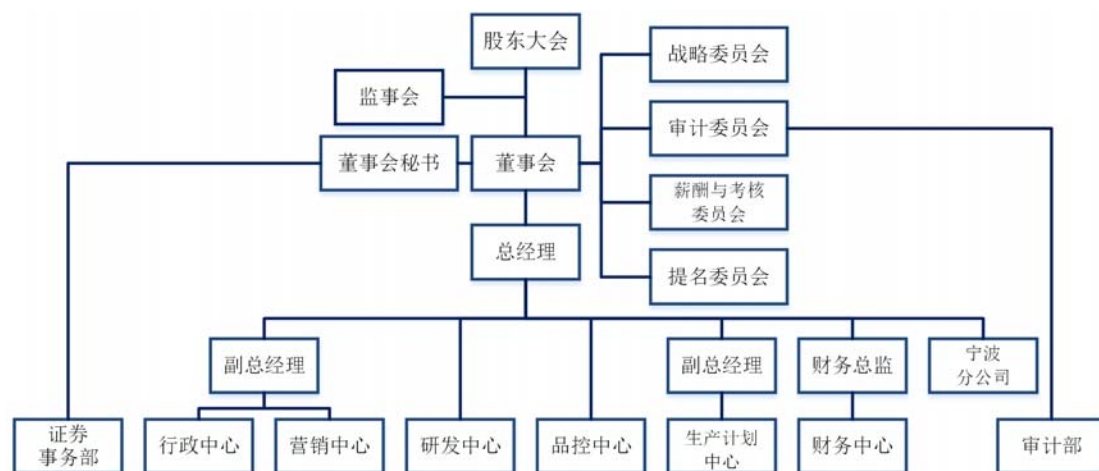 股东大会
战略委员会
监事会
审计委员会
董事会秘书
董事会
薪酬与考核
委员会
总经理
提名委员会
副总经理
副总经理
财务总监
宁波
分公司
证券
事务部
行政中心
营销中心
研发中心
品控中心
生产计划
中心
财务中心
审计部